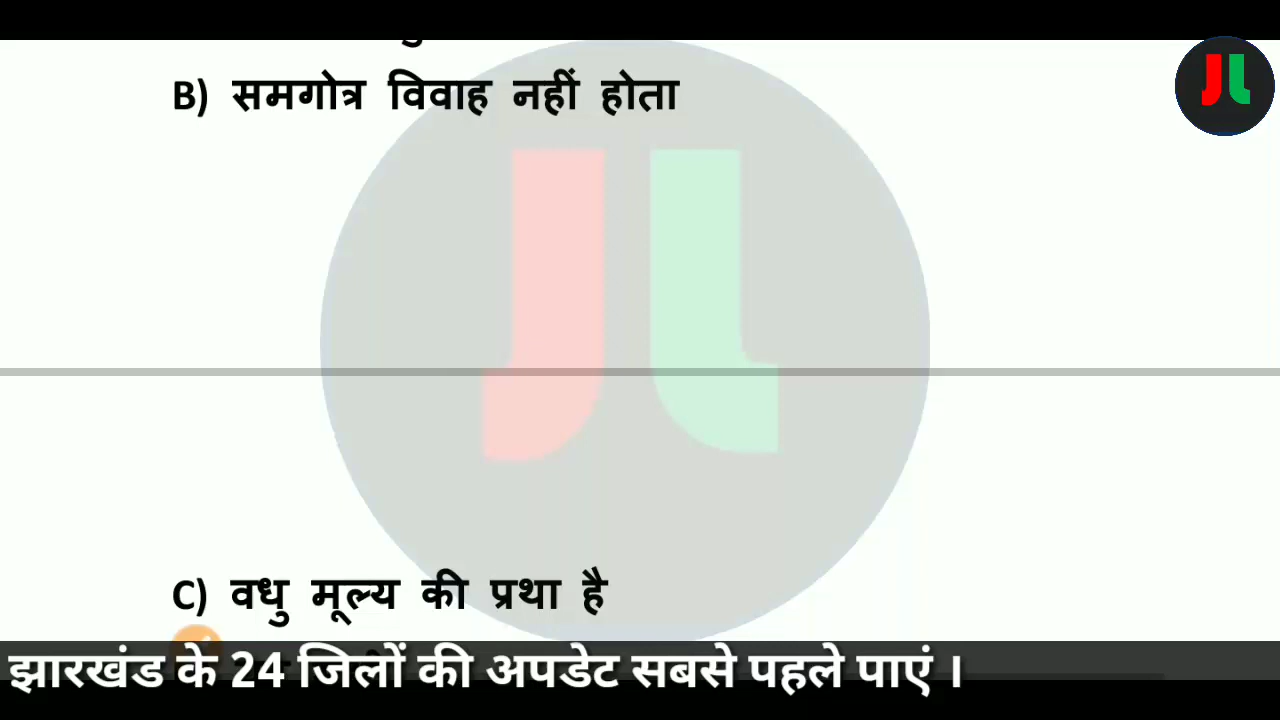 B) समगोत्र विवाह नहीं होता
C) वधु मूल्य की प्रथा है
झारखंड के 24 जिलों की अपडेट सबसे पहले पाएं ।